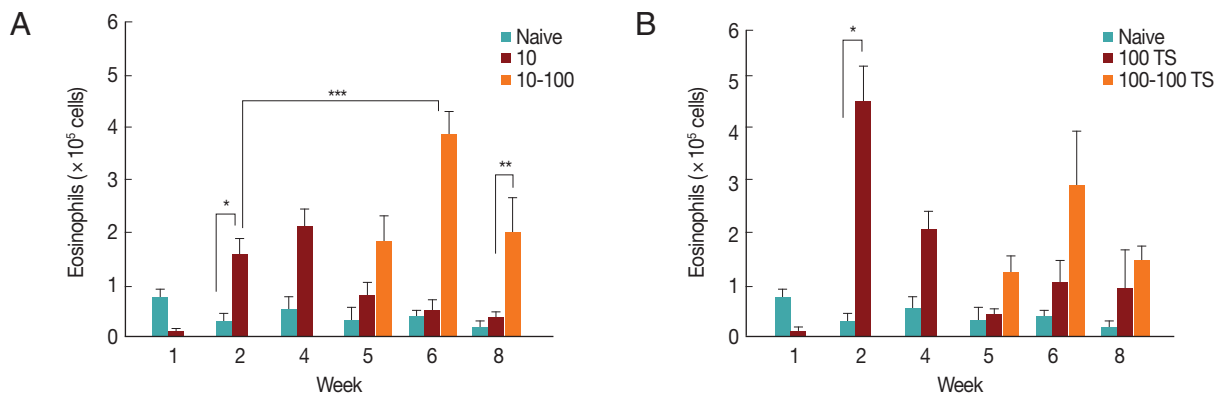 A
Eosinophils (× 10⁵ cells)
6
5
4
3
2
1
0
*
***
**
Naive
10
10-100
1 2 4 5 6 8
Week
B
Eosinophils (× 10⁵ cells)
6
5
4
3
2
1
0
*
Naive
100 TS
100-100 TS
1 2 4 5 6 8
Week